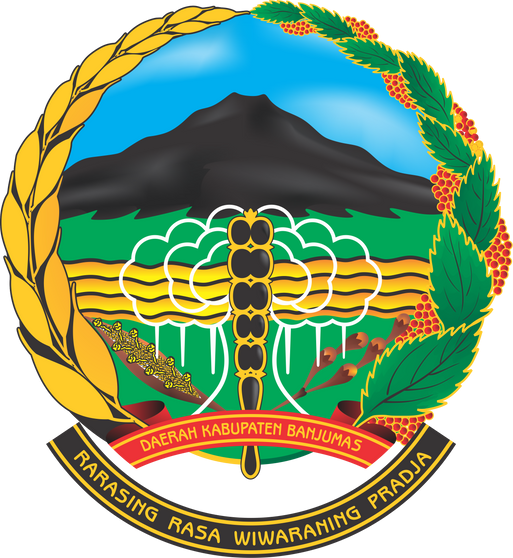 DAERAH KABUPATEN BANJUMAS
RARASING RASA WIWARANING PRADJA